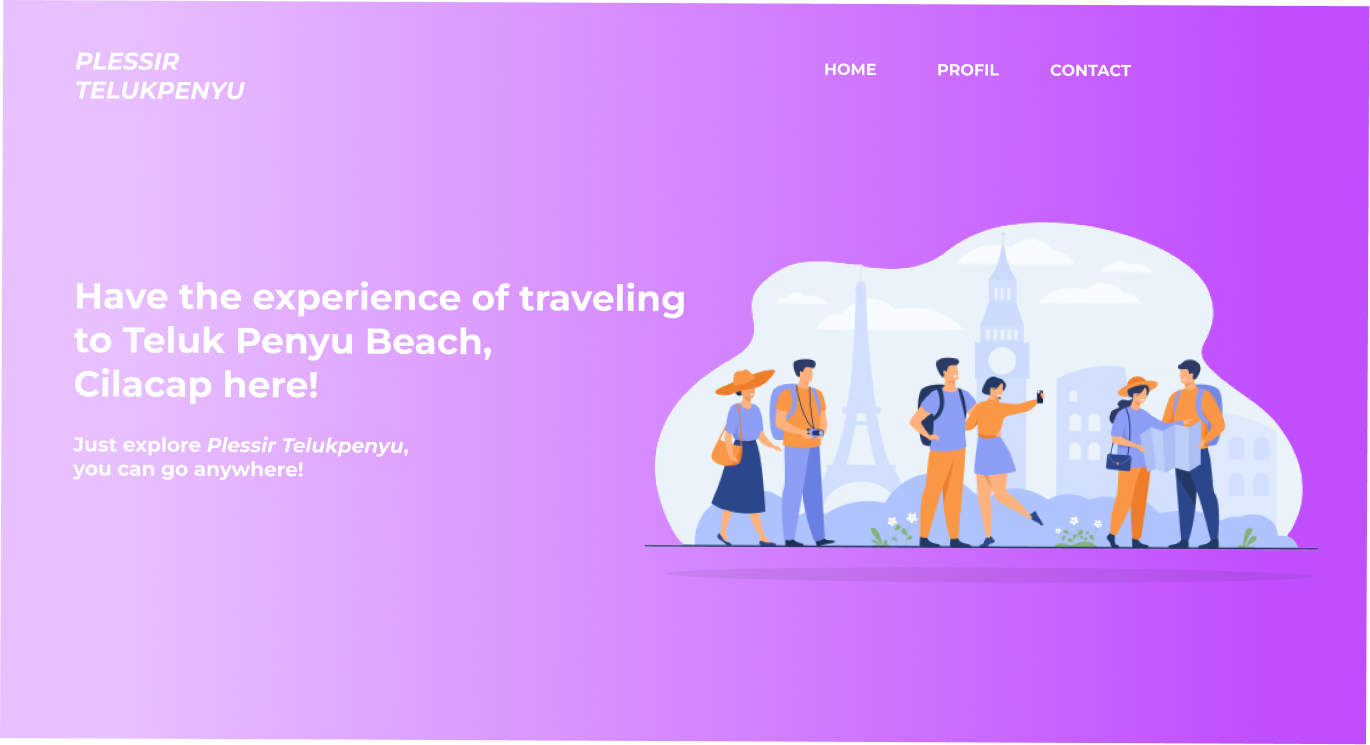 PLESSIR
TELUKPENYU
HOME PROFIL CONTACT
Have the experience of traveling
to Teluk Penyu Beach,
Cilacap here!
Just explore Plessir Telukpenyu,
you can go anywhere!